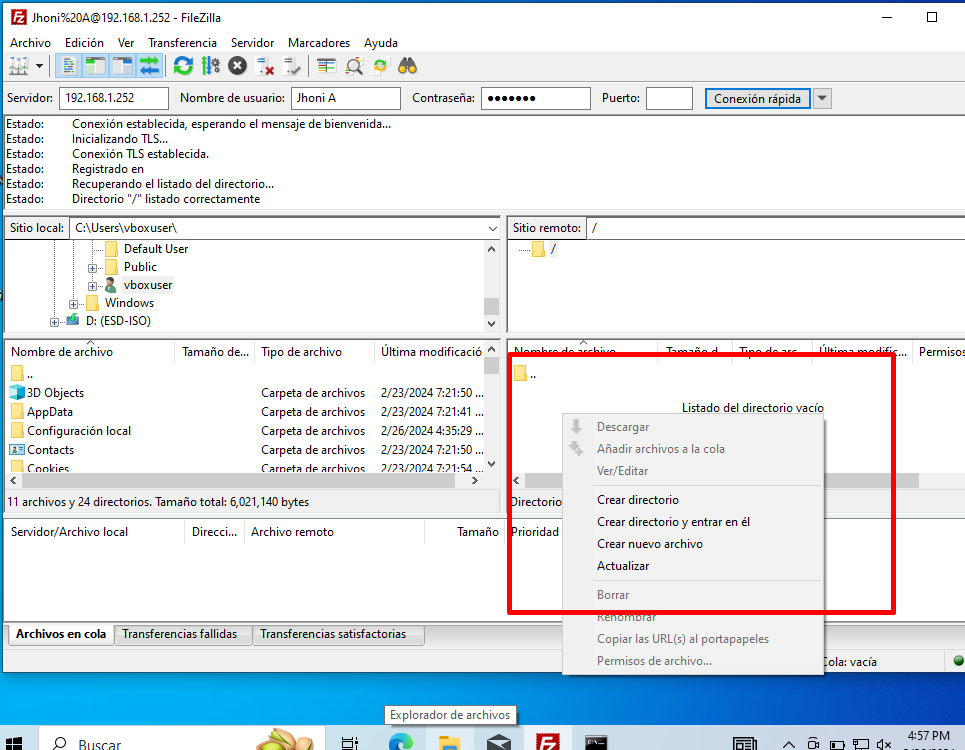 Jhoni%20A@192.168.1.252 - FileZilla
Archivo Edición Ver Transferencia Servidor Marcadores Ayuda
Servidor: 192.168.1.252 Nombre de usuario: Jhoni A Contraseña: ●●●●●●● Puerto: Conexión rápida
Estado: Conexión establecida, esperando el mensaje de bienvenida...
Estado: Inicializando TLS...
Estado: Conexión TLS establecida.
Estado: Registrado en
Estado: Recuperando el listado del directorio...
Estado: Directorio "/" listado correctamente
Sitio local: C:\Users\vboxuser\
Default User
Public
vboxuser
Windows
D: (ESD-ISO)
Sitio remoto: /
/
Nombre de archivo Tamaño de... Tipo de archivo Última modificació
..
3D Objects Carpeta de archivos 2/23/2024 7:21:50 ...
AppData Carpeta de archivos 2/23/2024 7:21:41 ...
Configuración local Carpeta de archivos 2/26/2024 4:35:29 ...
Contacts Carpeta de archivos 2/23/2024 7:21:50 ...
Cookies Carpeta de archivos 2/23/2024 7:21:54 ...
11 archivos y 24 directorios. Tamaño total: 6,021,140 bytes
Nombre de archivo Tamaño d... Tipo de arc... Última modific... Permisos
..
Listado del directorio vacío
Directorio
Descargar
Añadir archivos a la cola
Ver/Editar
Crear directorio
Crear directorio y entrar en él
Crear nuevo archivo
Actualizar
Borrar
Renombrar
Copiar las URL(s) al portapapeles
Permisos de archivo...
Servidor/Archivo local Direcci... Archivo remoto Tamaño Prioridad
Archivos en cola Transferencias fallidas Transferencias satisfactorias
Cola: vacía
Explorador de archivos
Buscar
4:57 PM